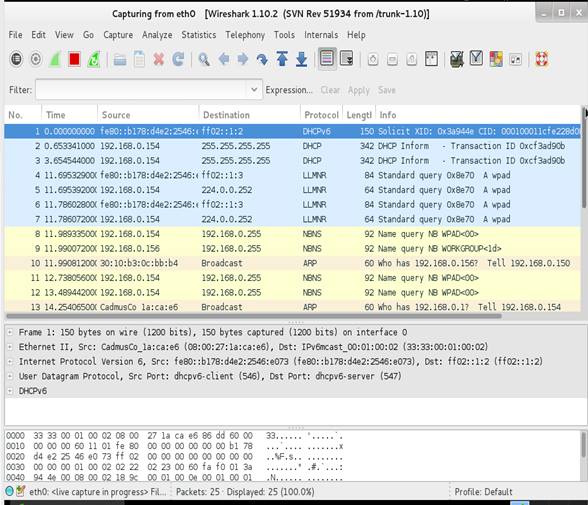 Capturing from eth0 [Wireshark 1.10.2 (SVN Rev 51934 from /trunk-1.10)]
File Edit View Go Capture Analyze Statistics Telephony Tools Internals Help
Filter: Expression... Clear Apply Save
No. Time Source Destination Protocol Lengtl Info
1 0.000000000 fe80::b178:d4e2:2546:e ff02::1:2 DHCPv6 150 Solicit XID: 0x3a944e CID: 000100011cfe228d0
2 0.653341000 192.168.0.154 255.255.255.255 DHCP 342 DHCP Inform - Transaction ID 0xcf3ad90b
3 3.654544000 192.168.0.154 255.255.255.255 DHCP 342 DHCP Inform - Transaction ID 0xcf3ad90b
4 11.69532900 fe80::b178:d4e2:2546:e ff02::1:3 LLMNR 84 Standard query 0x8e70 A wpad
5 11.69539200 192.168.0.154 224.0.0.252 LLMNR 64 Standard query 0x8e70 A wpad
6 11.78602800 fe80::b178:d4e2:2546:e ff02::1:3 LLMNR 84 Standard query 0x8e70 A wpad
7 11.78607200 192.168.0.154 224.0.0.252 LLMNR 64 Standard query 0x8e70 A wpad
8 11.98933500 192.168.0.154 192.168.0.255 NBNS 92 Name query NB WPAD<00>
9 11.99007200 192.168.0.156 192.168.0.255 NBNS 92 Name query NB WORKGROUP<1d>
10 11.99081200 30:10:b3:0c:bb:b4 Broadcast ARP 60 Who has 192.168.0.156? Tell 192.168.0.150
11 12.73805600 192.168.0.154 192.168.0.255 NBNS 92 Name query NB WPAD<00>
12 13.48944200 192.168.0.154 192.168.0.255 NBNS 92 Name query NB WPAD<00>
13 14.25406500 CadmusCo_1a:ca:e6 Broadcast ARP 60 Who has 192.168.0.1? Tell 192.168.0.154
Frame 1: 150 bytes on wire (1200 bits), 150 bytes captured (1200 bits) on interface 0
Ethernet II, Src: CadmusCo_1a:ca:e6 (08:00:27:1a:ca:e6), Dst: IPv6mcast_00:01:00:02 (33:33:00:01:00:02)
Internet Protocol Version 6, Src: fe80::b178:d4e2:2546:e073 (fe80::b178:d4e2:2546:e073), Dst: ff02::1:2 (ff02::1:2)
User Datagram Protocol, Src Port: dhcpv6-client (546), Dst Port: dhcpv6-server (547)
DHCPv6
0000 33 33 00 01 00 02 08 00 27 1a ca e6 86 dd 60 00 33...... '.....`.
0010 00 00 00 60 11 01 fe 80 00 00 00 00 00 00 b1 78 ...`.... .......x
0020 d4 e2 25 46 e0 73 ff 02 00 00 00 00 00 00 00 00 ..%F.s.. ........
0030 00 00 00 01 00 02 02 22 02 23 00 60 fa f0 01 3a ......." .#.`...:
0040 94 4e 00 08 00 02 18 9c 00 01 00 0e 00 01 00 01 .N...... ........
eth0: <live capture in progress> Fil... Packets: 25 · Displayed: 25 (100.0%) Profile: Default